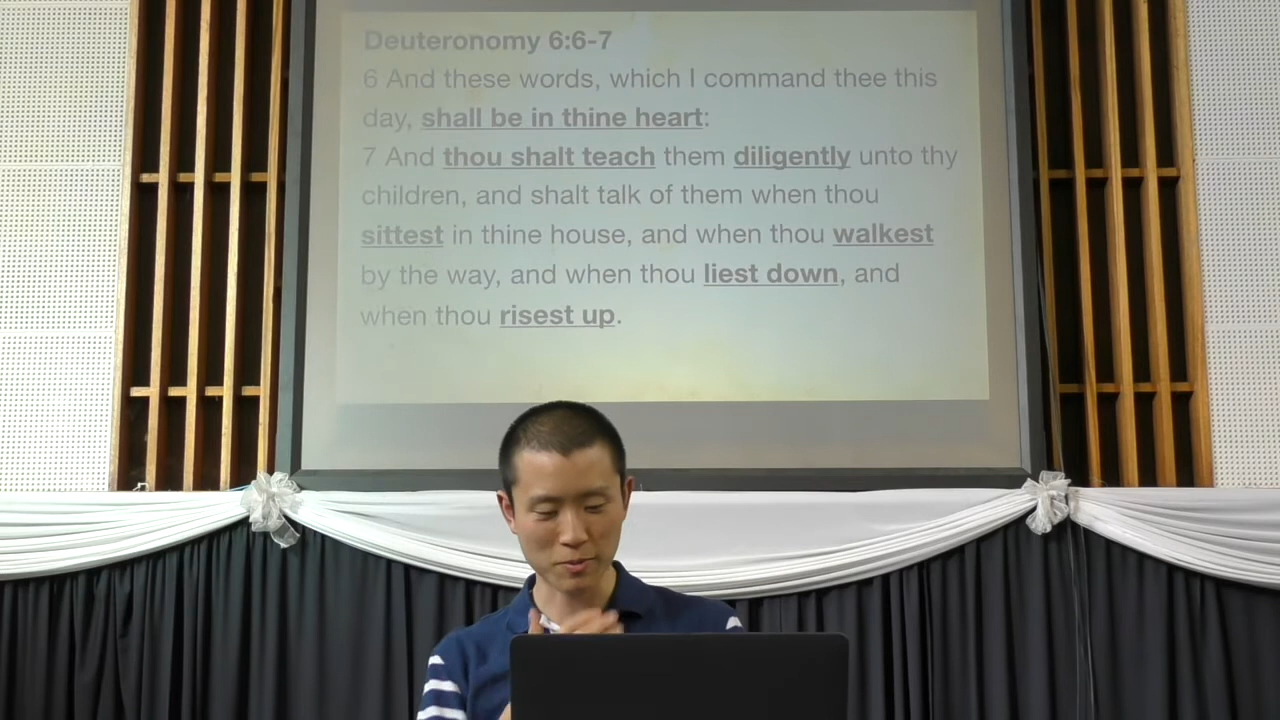 Deuteronomy 6:6-7
6 And these words, which I command thee this
day, shall be in thine heart:
7 And thou shalt teach them diligently unto thy
children, and shalt talk of them when thou
sittest in thine house, and when thou walkest
by the way, and when thou liest down, and
when thou risest up.